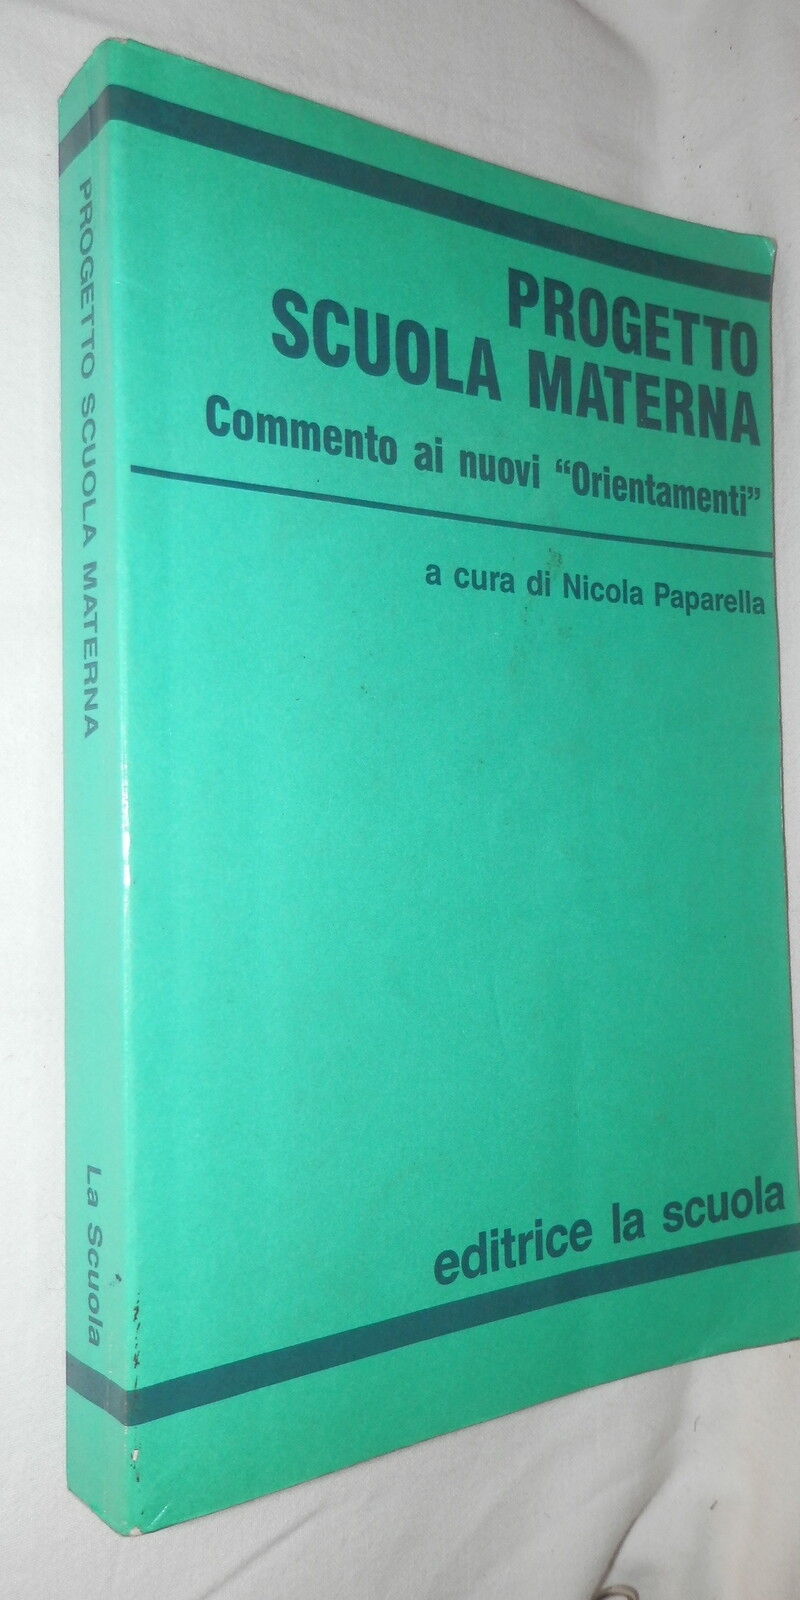 PROGETTO
SCUOLA MATERNA
Commento ai nuovi “Orientamenti”
a cura di Nicola Paparella
editrice la scuola
PROGETTO SCUOLA MATERNA
La Scuola